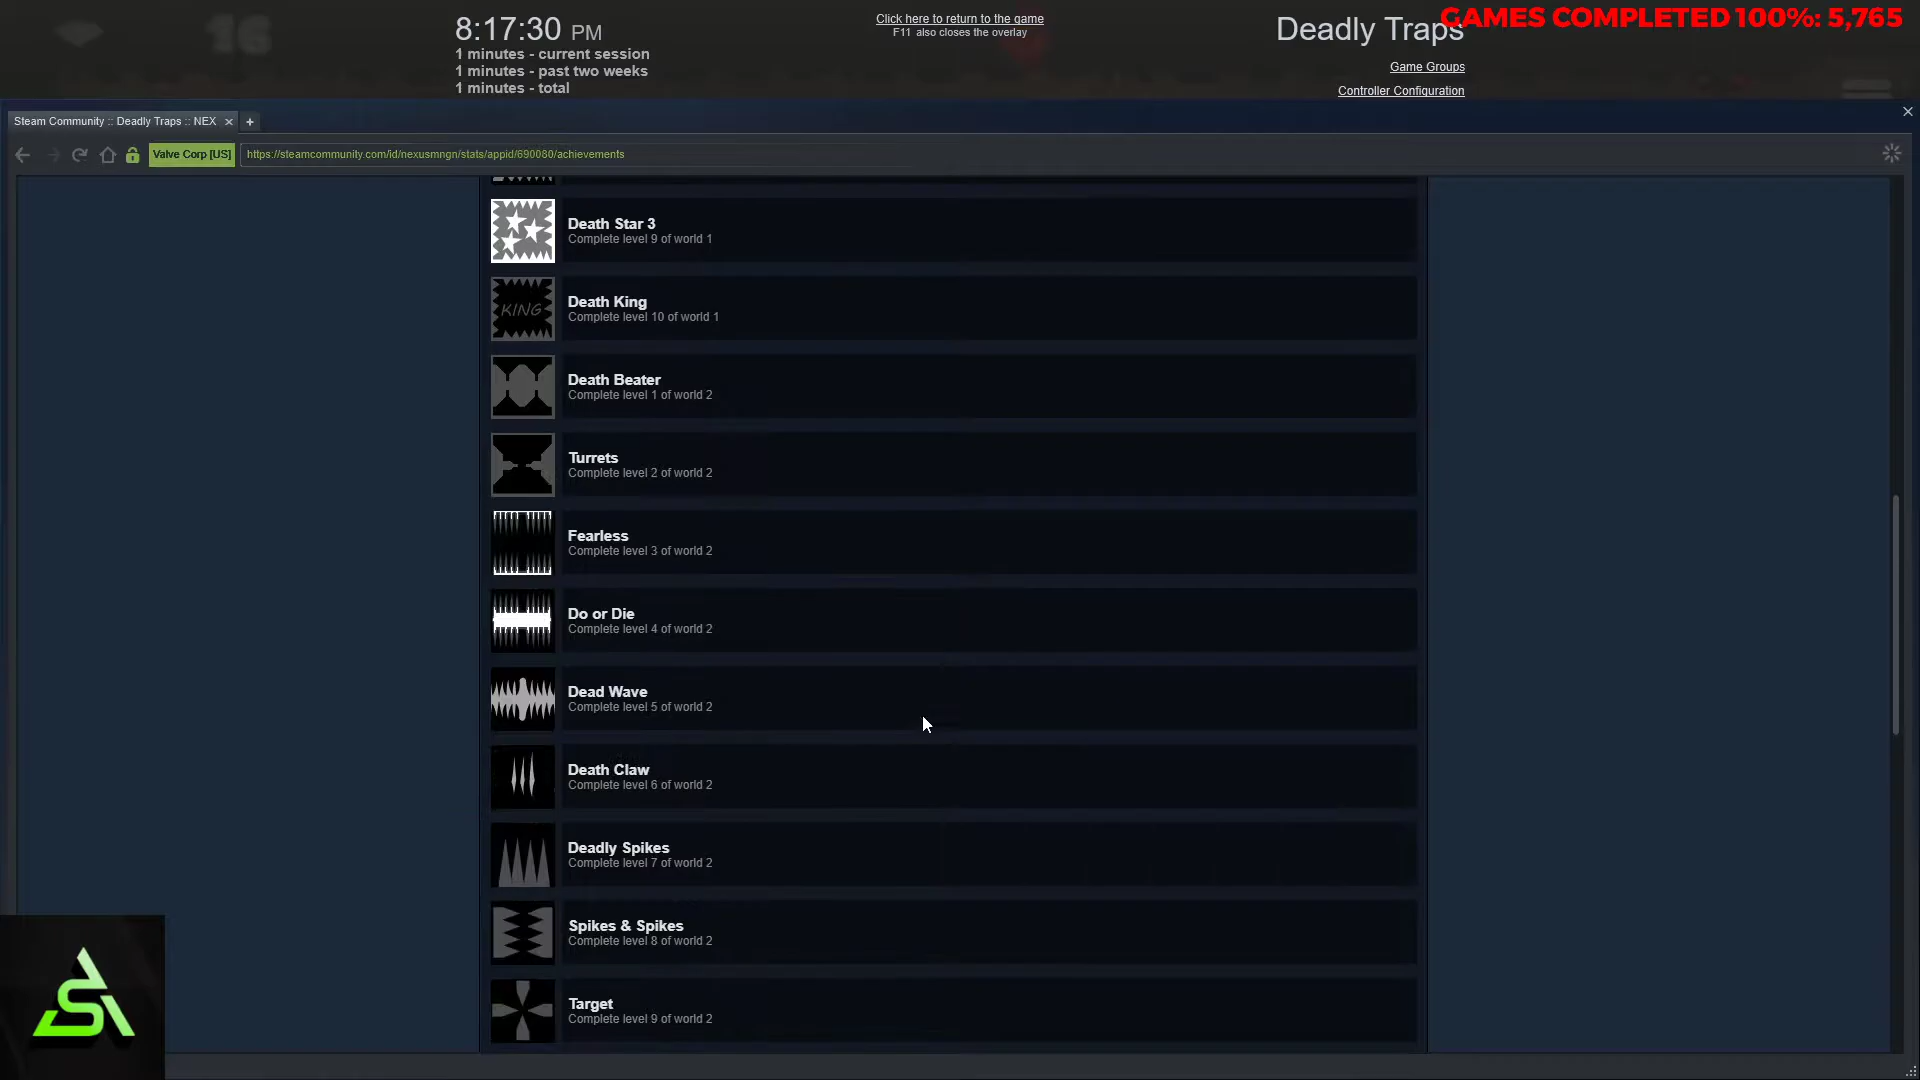 16
8:17:30 PM
1 minutes - current session
1 minutes - past two weeks
1 minutes - total
Click here to return to the game
F11 also closes the overlay
GAMES COMPLETED 100%: 5,765
Deadly Traps
Game Groups
Controller Configuration
Steam Community :: Deadly Traps :: NEX
Valve Corp [US]
https://steamcommunity.com/id/nexusmngn/stats/appid/690080/achievements
Death Star 3
Complete level 9 of world 1
KING
Death King
Complete level 10 of world 1
Death Beater
Complete level 1 of world 2
Turrets
Complete level 2 of world 2
Fearless
Complete level 3 of world 2
Do or Die
Complete level 4 of world 2
Dead Wave
Complete level 5 of world 2
Death Claw
Complete level 6 of world 2
Deadly Spikes
Complete level 7 of world 2
Spikes & Spikes
Complete level 8 of world 2
Target
Complete level 9 of world 2